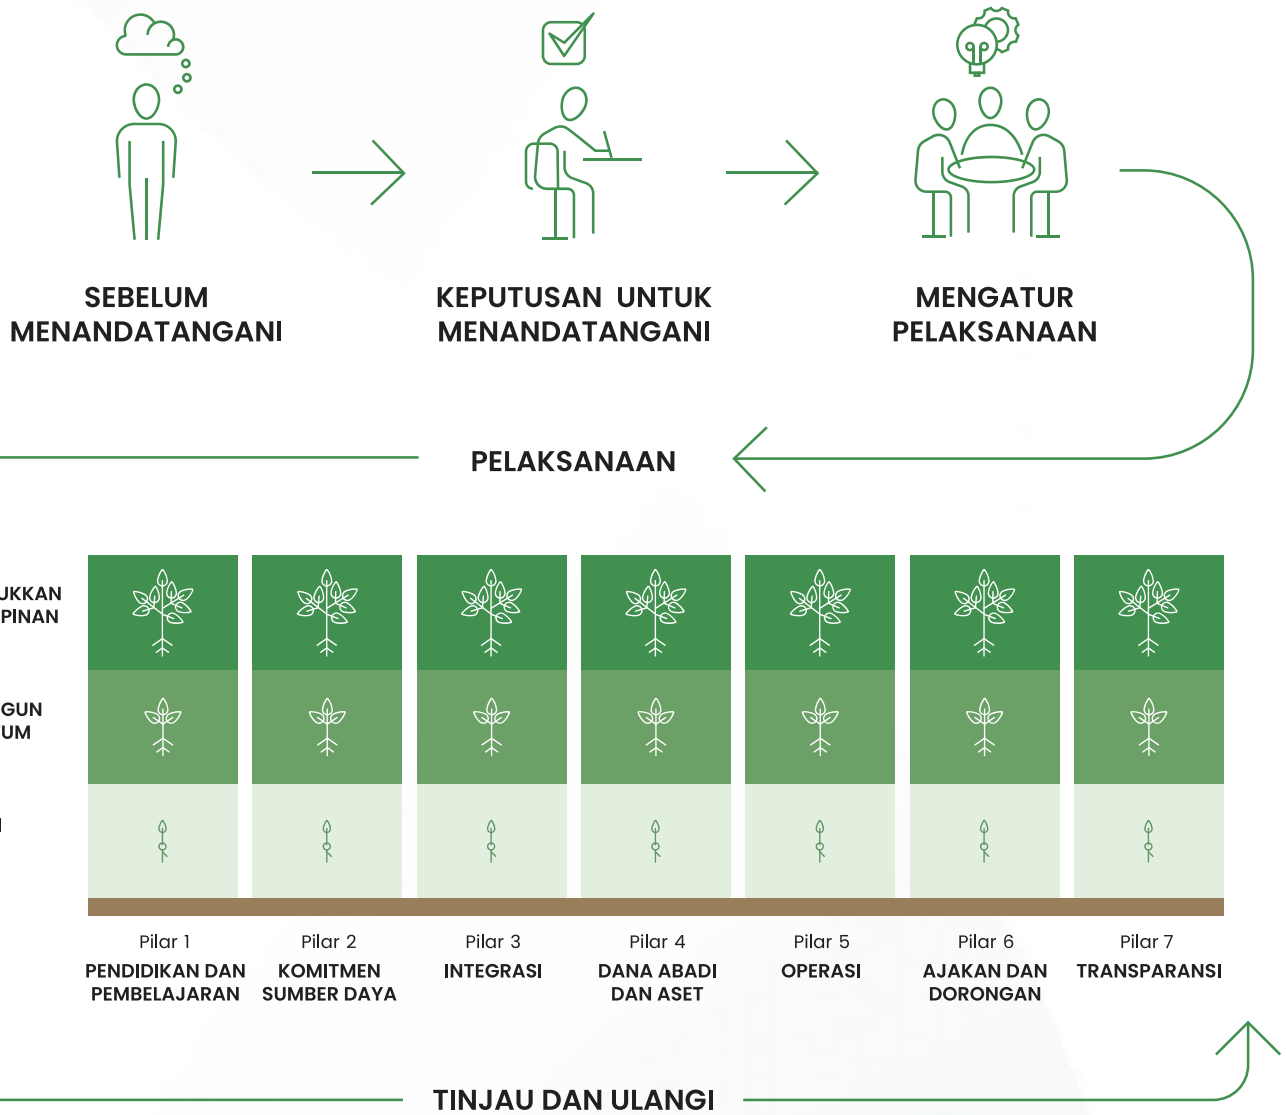 SEBELUM
MENANDATANGANI
KEPUTUSAN UNTUK
MENANDATANGANI
MENGATUR
PELAKSANAAN
PELAKSANAAN
UKKAN
PINAN
GUN
UM
Pilar 1
PENDIDIKAN DAN
PEMBELAJARAN
Pilar 2
KOMITMEN
SUMBER DAYA
Pilar 3
INTEGRASI
Pilar 4
DANA ABADI
DAN ASET
Pilar 5
OPERASI
Pilar 6
AJAKAN DAN
DORONGAN
Pilar 7
TRANSPARANSI
TINJAU DAN ULANGI